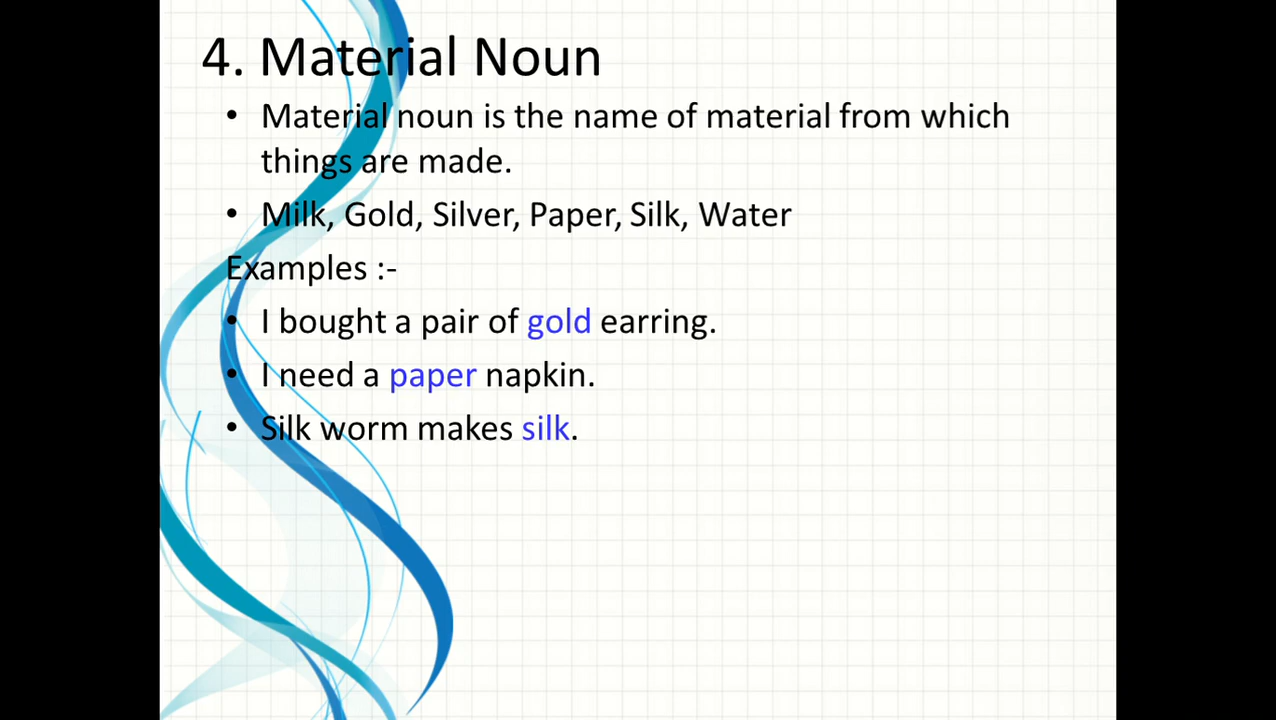 4. Material Noun
• Material noun is the name of material from which
things are made.
• Milk, Gold, Silver, Paper, Silk, Water
Examples :-
• I bought a pair of gold earring.
• I need a paper napkin.
• Silk worm makes silk.